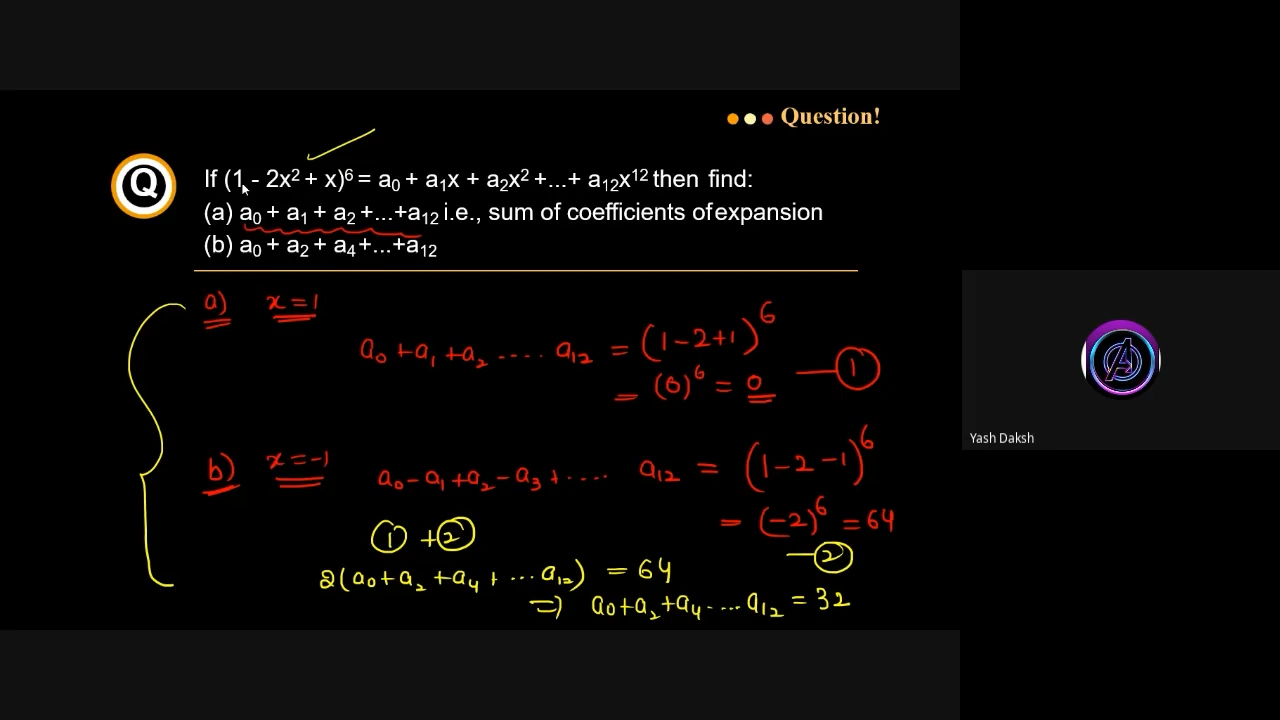 Question!
Q
If (1 - 2x² + x)⁶ = a₀ + a₁x + a₂x² +...+ a₁₂x¹² then find:
(a) a₀ + a₁ + a₂ +...+a₁₂ i.e., sum of coefficients of expansion
(b) a₀ + a₂ + a₄ +...+a₁₂
a) x = 1
a₀ + a₁ + a₂ ..... a₁₂ = (1-2+1)⁶
= (0)⁶ = 0 —①
b) x = -1 a₀ - a₁ + a₂ - a₃ + ..... a₁₂ = (1-2-1)⁶
= (-2)⁶ = 64
① + ② —②
2(a₀ + a₂ + a₄ + ... a₁₂) = 64
⇒ a₀ + a₂ + a₄ ..... a₁₂ = 32
Yash Daksh